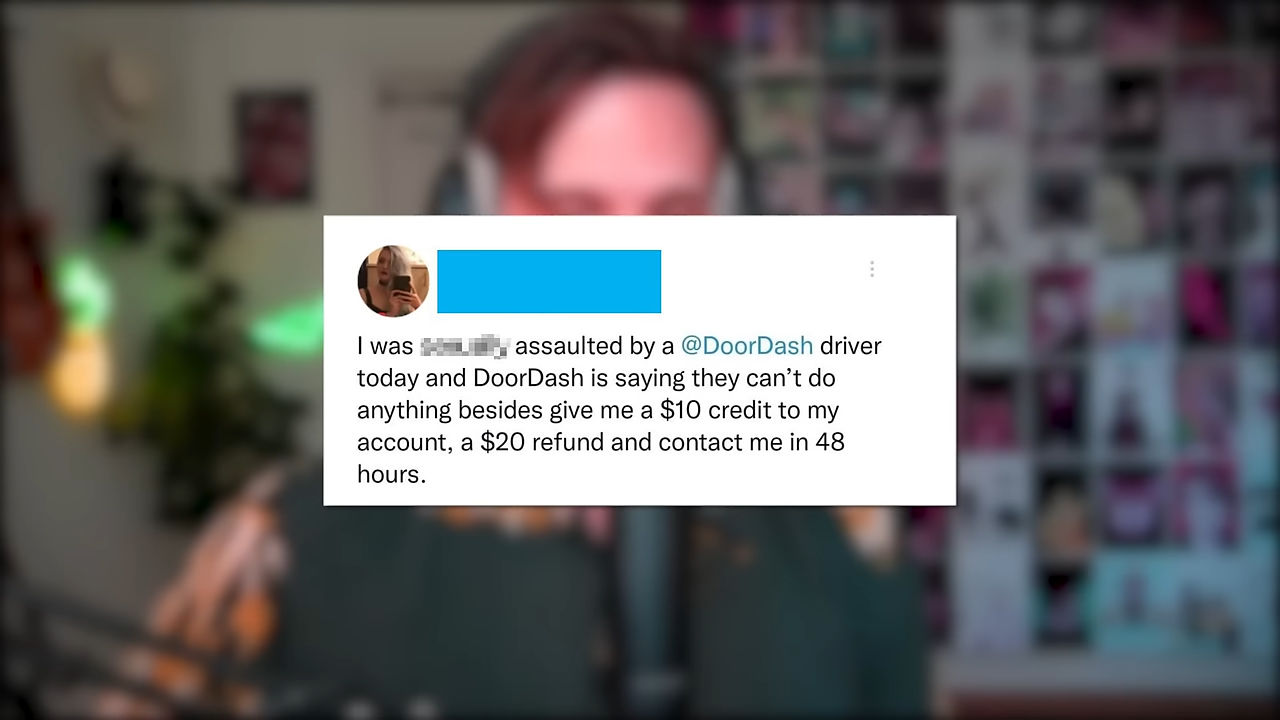 I was assaulted by a @DoorDash driver
today and DoorDash is saying they can’t do
anything besides give me a $10 credit to my
account, a $20 refund and contact me in 48
hours.